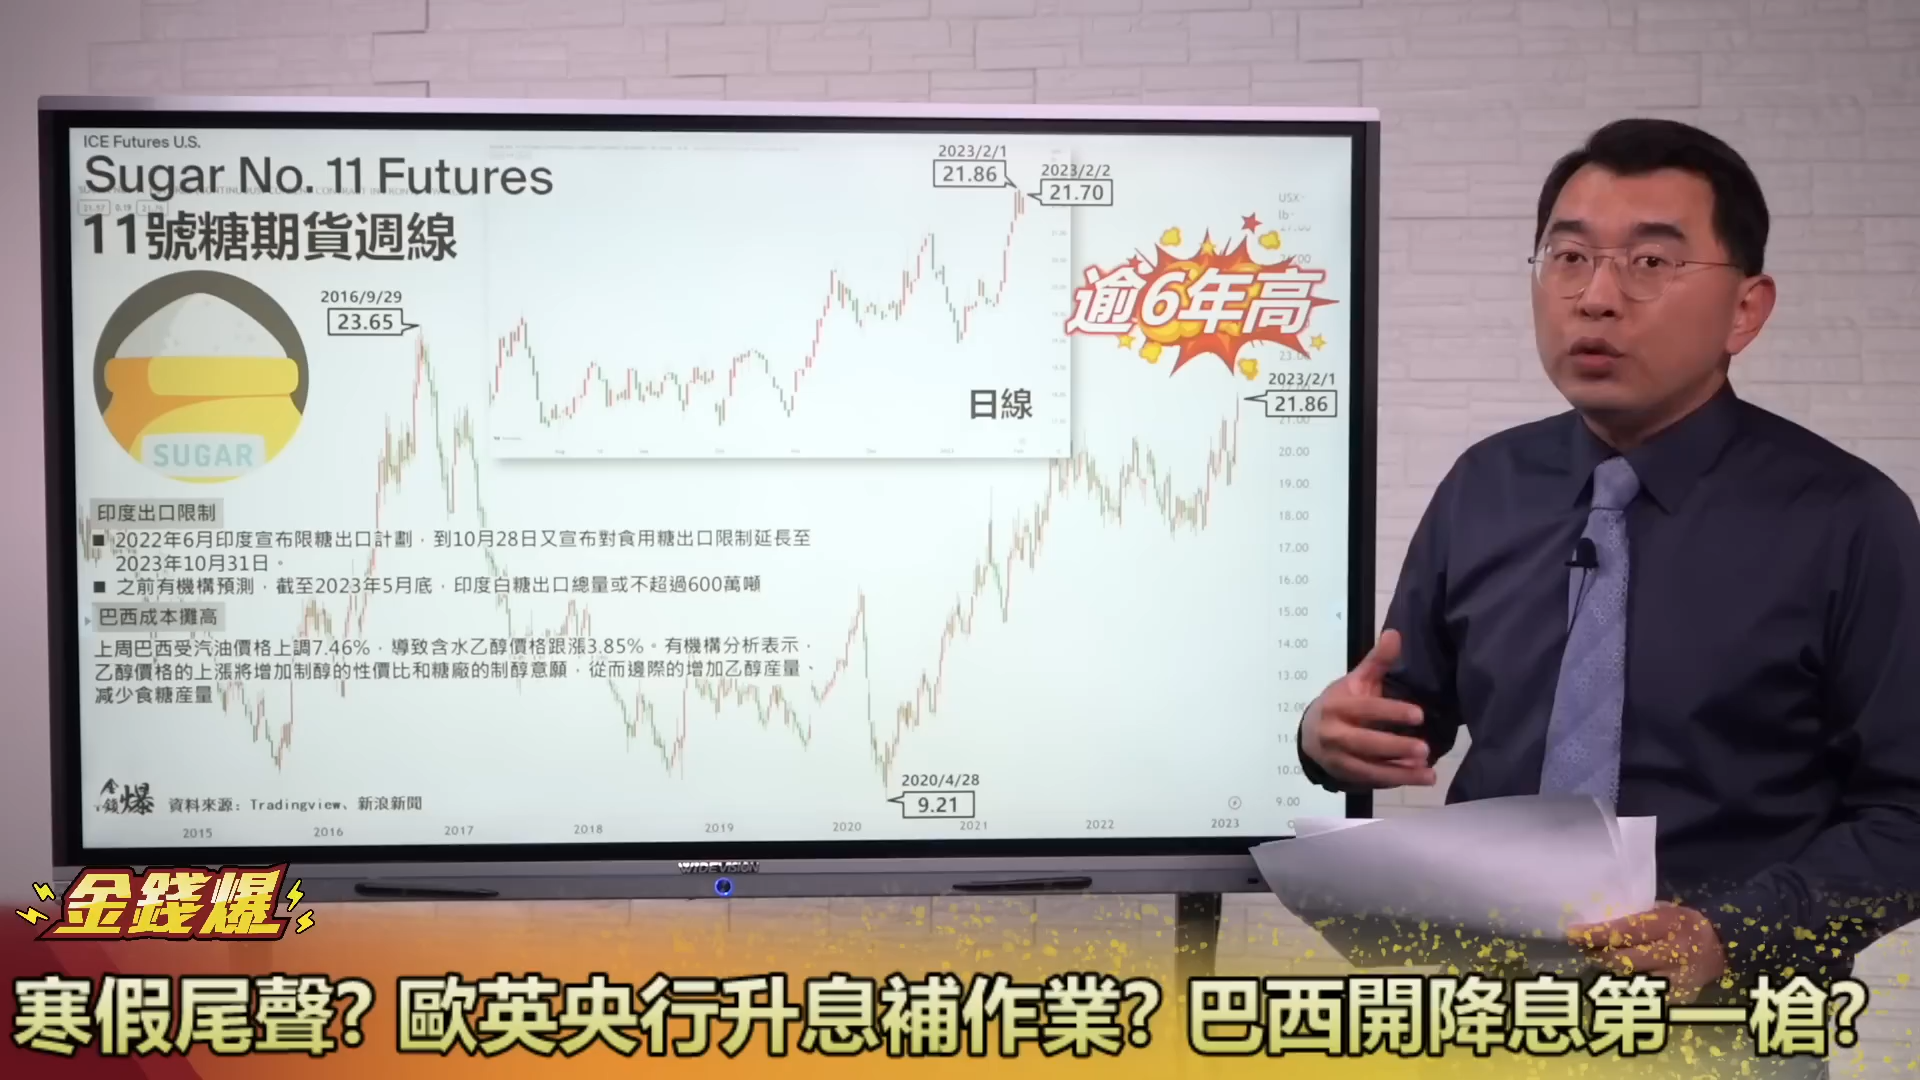 ICE Futures U.S.
Sugar No. 11 Futures
11號糖期貨週線
2023/2/1
21.86
2023/2/2
21.70
逾6年高
2016/9/29
23.65
日線
2023/2/1
21.86
SUGAR
印度出口限制
■ 2022年6月印度宣布限糖出口計劃，到10月28日又宣布對食用糖出口限制延長至
2023年10月31日。
■ 之前有機構預測，截至2023年5月底，印度白糖出口總量或不超過600萬噸
巴西成本攤高
上周巴西受汽油價格上調7.46%，導致含水乙醇價格跟漲3.85%。有機構分析表示，
乙醇價格的上漲將增加制醇的性價比和糖廠的制醇意願，從而邊際的增加乙醇産量、
減少食糖産量
2020/4/28
9.21
金錢爆 資料來源：Tradingview、新浪新聞
USX
lb
20.00
19.00
18.00
17.00
16.00
15.00
14.00
13.00
9.00
2015 2016 2017 2018 2019 2020 2021 2022 2023
WIDEVISION
金錢爆
寒假尾聲? 歐英央行升息補作業? 巴西開降息第一槍?